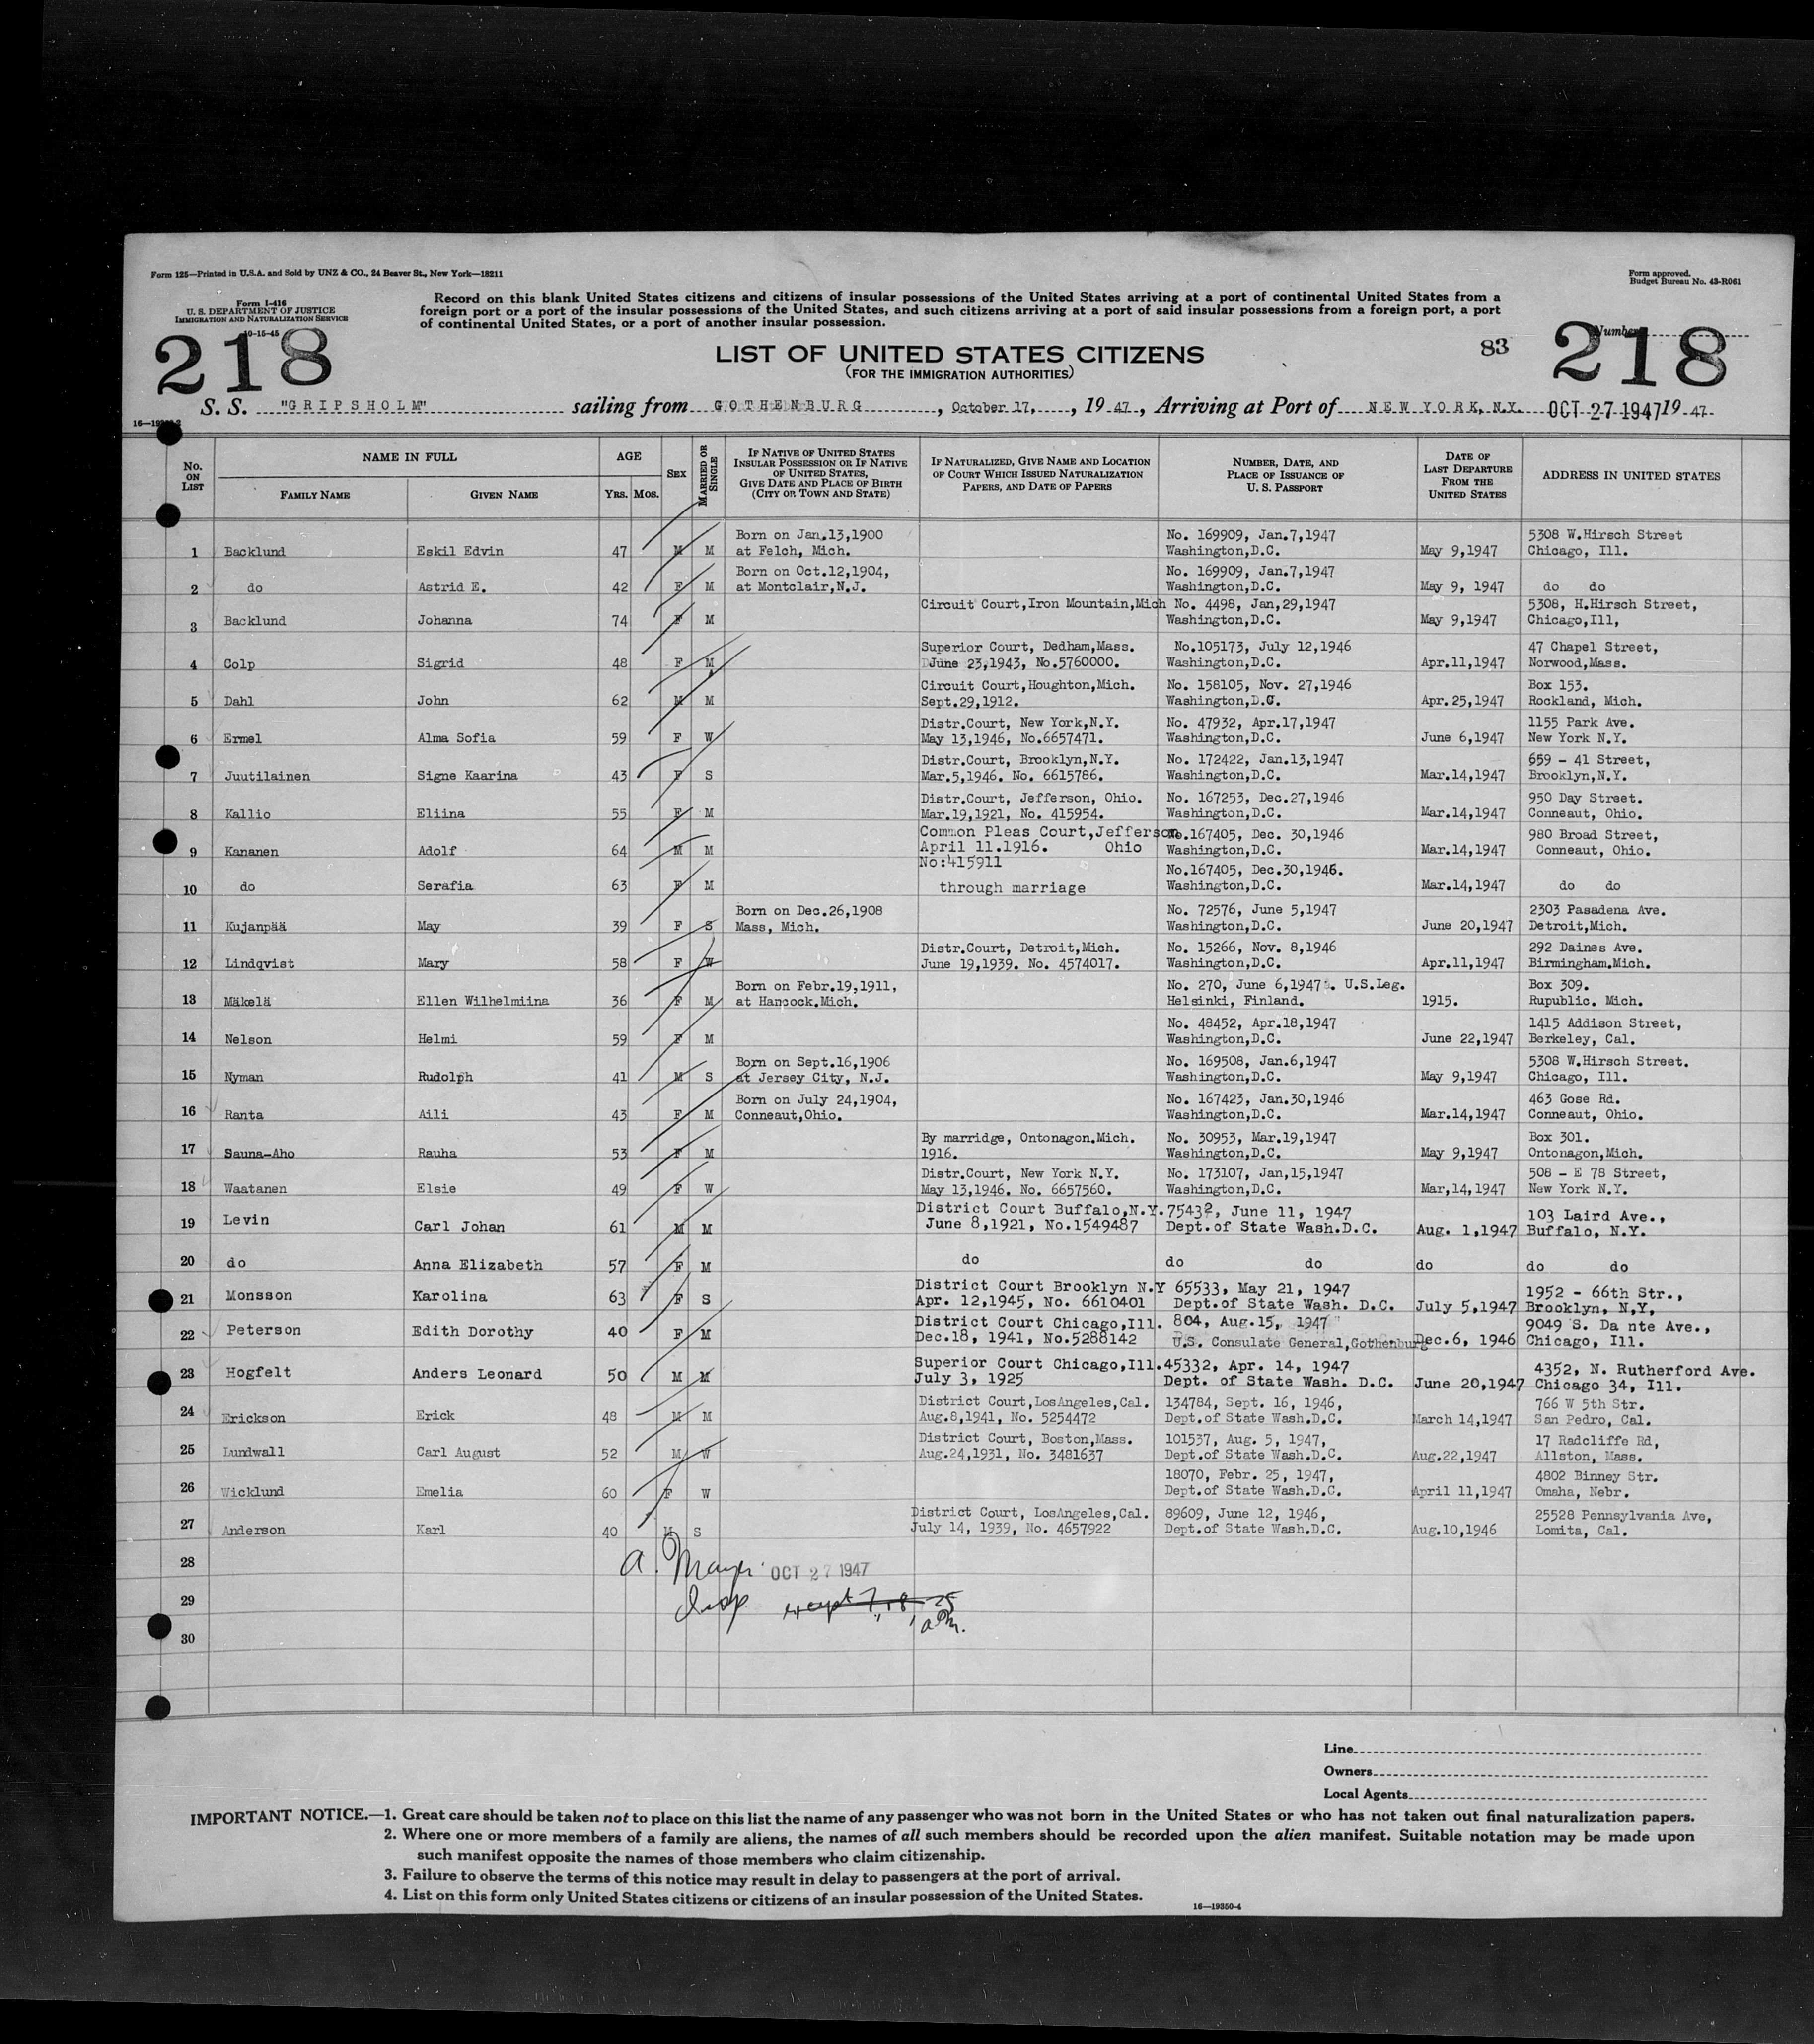 Form 125—Printed in U.S.A. and Sold by UNZ & CO., 24 Beaver St., New York—18211
Form approved.
Budget Bureau No. 43-R061
Form I-416
U. S. DEPARTMENT OF JUSTICE
IMMIGRATION AND NATURALIZATION SERVICE
10-15-45
Record on this blank United States citizens and citizens of insular possessions of the United States arriving at a port of continental United States from a
foreign port or a port of the insular possessions of the United States, and such citizens arriving at a port of said insular possessions from a foreign port, a port
of continental United States, or a port of another insular possession.
218
LIST OF UNITED STATES CITIZENS
(FOR THE IMMIGRATION AUTHORITIES)
83
Number
218
S. S. "GRIPSHOLM" sailing from GOTHENBURG, October 17, 1947, Arriving at Port of NEW YORK, N.Y. OCT 27 1947 19 47
No. ON LIST
NAME IN FULL
FAMILY NAME
GIVEN NAME
AGE
YRS. MOS.
SEX
MARRIED OR SINGLE
IF NATIVE OF UNITED STATES INSULAR POSSESSION OR IF NATIVE OF UNITED STATES, GIVE DATE AND PLACE OF BIRTH (CITY OR TOWN AND STATE)
IF NATURALIZED, GIVE NAME AND LOCATION OF COURT WHICH ISSUED NATURALIZATION PAPERS, AND DATE OF PAPERS
NUMBER, DATE, AND PLACE OF ISSUANCE OF U. S. PASSPORT
DATE OF LAST DEPARTURE FROM THE UNITED STATES
ADDRESS IN UNITED STATES
Born on Jan.13,1900 No. 169909, Jan.7,1947 5308 W.Hirsch Street
1 Backlund Eskil Edvin 47 M M at Felch, Mich. Washington,D.C. May 9,1947 Chicago, Ill.
Born on Oct.12,1904, No. 169909, Jan.7,1947
2 do Astrid E. 42 F M at Montclair,N.J. Washington,D.C. May 9, 1947 do do
Circuit Court,Iron Mountain,Mich No. 4498, Jan,29,1947 5308, H.Hirsch Street,
3 Backlund Johanna 74 F M Washington,D.C. May 9,1947 Chicago,Ill,
Superior Court, Dedham,Mass. No.105173, July 12,1946 47 Chapel Street,
4 Colp Sigrid 48 F M June 23,1943, No.5760000. Washington,D.C. Apr.11,1947 Norwood,Mass.
Circuit Court,Houghton,Mich. No. 158105, Nov. 27,1946 Box 153.
5 Dahl John 62 M M Sept.29,1912. Washington,D.C. Apr.25,1947 Rockland, Mich.
Distr.Court, New York,N.Y. No. 47932, Apr.17,1947 1155 Park Ave.
6 Ermel Alma Sofia 59 F W May 13,1946, No.6657471. Washington,D.C. June 6,1947 New York N.Y.
Distr.Court, Brooklyn,N.Y. No. 172422, Jan.13,1947 659 - 41 Street,
7 Juutilainen Signe Kaarina 43 F S Mar.5,1946. No. 6615786. Washington,D.C. Mar.14,1947 Brooklyn,N.Y.
Distr.Court, Jefferson, Ohio. No. 167253, Dec.27,1946 950 Day Street.
8 Kallio Eliina 55 F M Mar.19,1921, No. 415954. Washington,D.C. Mar.14,1947 Conneaut, Ohio.
Common Pleas Court,Jefferson No.167405, Dec. 30,1946 980 Broad Street,
9 Kananen Adolf 64 M M April 11.1916. Ohio Washington,D.C. Mar.14,1947 Conneaut, Ohio.
No:415911 No.167405, Dec.30,1946.
10 do Serafia 63 F M through marriage Washington,D.C. Mar.14,1947 do do
Born on Dec.26,1908 No. 72576, June 5,1947 2303 Pasadena Ave.
11 Kujanpää May 39 F S Mass, Mich. Washington,D.C. June 20,1947 Detroit,Mich.
Distr.Court, Detroit,Mich. No. 15266, Nov. 8,1946 292 Daines Ave.
12 Lindqvist Mary 58 F W June 19,1939. No. 4574017. Washington,D.C. Apr.11,1947 Birmingham.Mich.
Born on Febr.19,1911, No. 270, June 6,1947. U.S.Leg. Box 309.
13 Mäkelä Ellen Wilhelmiina 36 F M at Hancock.Mich. Helsinki, Finland. 1915. Rupublic. Mich.
No. 48452, Apr.18,1947 1415 Addison Street,
14 Nelson Helmi 59 F M Washington,D.C. June 22,1947 Berkeley, Cal.
Born on Sept.16,1906 No. 169508, Jan.6,1947 5308 W.Hirsch Street.
15 Nyman Rudolph 41 M S at Jersey City, N.J. Washington,D.C. May 9,1947 Chicago, Ill.
Born on July 24,1904, No. 167423, Jan.30,1946 463 Gose Rd.
16 Ranta Aili 43 F M Conneaut,Ohio. Washington,D.C. Mar.14,1947 Conneaut, Ohio.
By marridge, Ontonagon.Mich. No. 30953, Mar.19,1947 Box 301.
17 Sauna-Aho Rauha 53 F M 1916. Washington,D.C. May 9,1947 Ontonagon,Mich.
Distr.Court, New York N.Y. No. 173107, Jan,15,1947 508 - E 78 Street,
18 Waatanen Elsie 49 F W May 13,1946. No. 6657560. Washington,D.C. Mar,14,1947 New York N.Y.
District Court Buffalo,N.Y. 75432, June 11, 1947 103 Laird Ave.,
19 Levin Carl Johan 61 M M June 8,1921, No.1549487 Dept.of State Wash.D.C. Aug. 1,1947 Buffalo, N.Y.
20 do Anna Elizabeth 57 F M do do do do do do
District Court Brooklyn N.Y 65533, May 21, 1947 1952 - 66th Str.,
21 Monsson Karolina 63 F S Apr. 12,1945, No. 6610401 Dept.of State Wash. D.C. July 5,1947 Brooklyn, N,Y,
District Court Chicago,Ill. 804, Aug.15, 1947 9049 S. Da nte Ave.,
22 Peterson Edith Dorothy 40 F M Dec.18, 1941, No.5288142 U.S. Consulate General,Gothenburg Dec.6, 1946 Chicago, Ill.
Superior Court Chicago,Ill. 45332, Apr. 14, 1947 4352, N. Rutherford Ave.
23 Hogfelt Anders Leonard 50 M M July 3, 1925 Dept. of State Wash. D.C. June 20,1947 Chicago 34, Ill.
District Court,LosAngeles,Cal. 134784, Sept. 16, 1946, 766 W 5th Str.
24 Erickson Erick 48 M M Aug.8,1941, No. 5254472 Dept.of State Wash.D.C. March 14,1947 San Pedro, Cal.
District Court, Boston,Mass. 101537, Aug. 5, 1947, 17 Radcliffe Rd,
25 Lundwall Carl August 52 M W Aug.24,1931, No. 3481637 Dept.of State Wash.D.C. Aug.22,1947 Allston, Mass.
18070, Febr. 25, 1947, 4802 Binney Str.
26 Wicklund Emelia 60 F W Dept.of State Wash.D.C. April 11,1947 Omaha, Nebr.
District Court, LosAngeles,Cal. 89609, June 12, 1946, 25528 Pennsylvania Ave,
27 Anderson Karl 40 M S July 14, 1939, No. 4657922 Dept.of State Wash.D.C. Aug.10,1946 Lomita, Cal.
28 OCT 27 1947
29 except 7, 18, 25
30
Line
Owners
Local Agents
IMPORTANT NOTICE.—1. Great care should be taken not to place on this list the name of any passenger who was not born in the United States or who has not taken out final naturalization papers.
2. Where one or more members of a family are aliens, the names of all such members should be recorded upon the alien manifest. Suitable notation may be made upon
such manifest opposite the names of those members who claim citizenship.
3. Failure to observe the terms of this notice may result in delay to passengers at the port of arrival.
4. List on this form only United States citizens or citizens of an insular possession of the United States.
16—19350-4